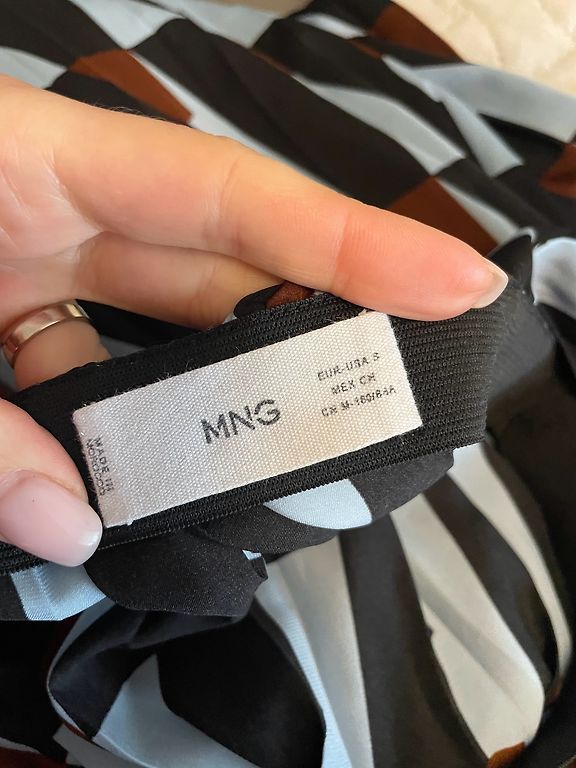 MNG
EUR-USA S
MEX CH
CN M-160/84A
MADE IN
MOROCCO